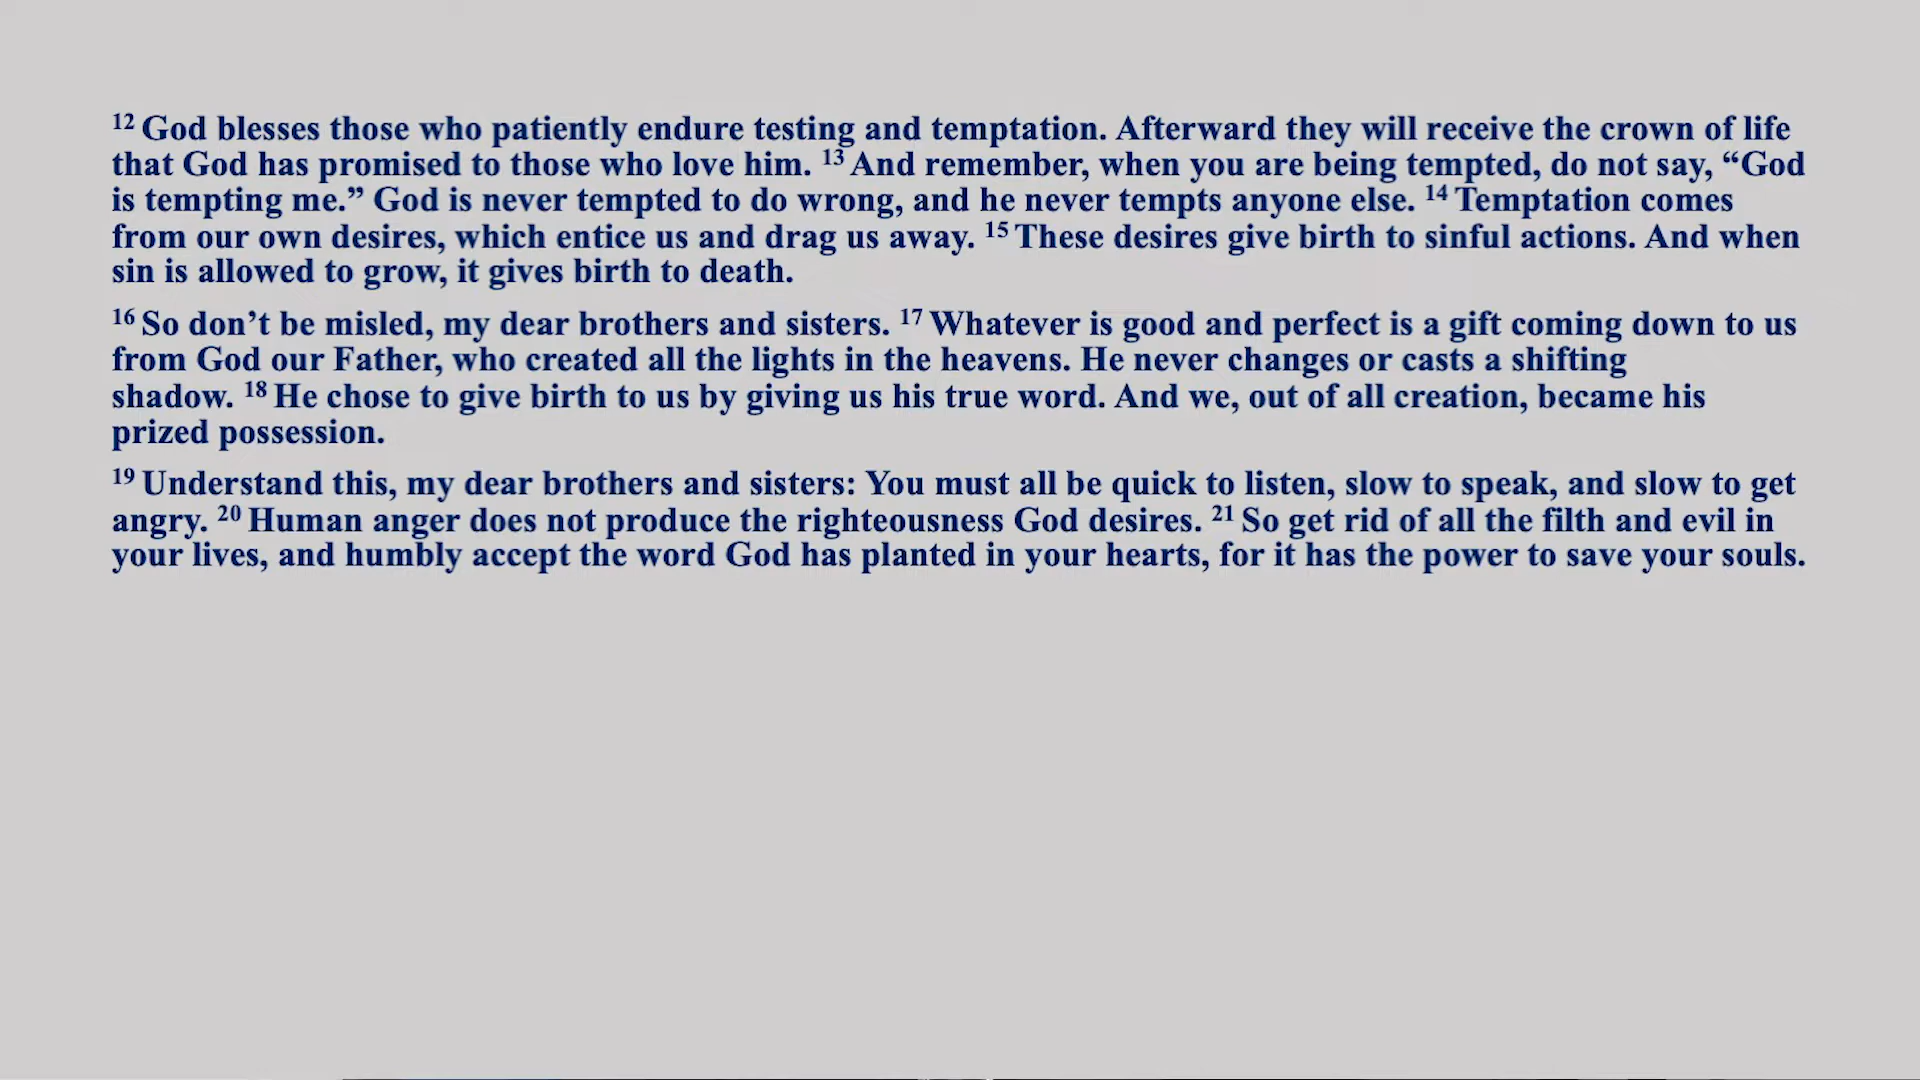 12 God blesses those who patiently endure testing and temptation. Afterward they will receive the crown of life
that God has promised to those who love him. 13 And remember, when you are being tempted, do not say, “God
is tempting me.” God is never tempted to do wrong, and he never tempts anyone else. 14 Temptation comes
from our own desires, which entice us and drag us away. 15 These desires give birth to sinful actions. And when
sin is allowed to grow, it gives birth to death.
16 So don’t be misled, my dear brothers and sisters. 17 Whatever is good and perfect is a gift coming down to us
from God our Father, who created all the lights in the heavens. He never changes or casts a shifting
shadow. 18 He chose to give birth to us by giving us his true word. And we, out of all creation, became his
prized possession.
19 Understand this, my dear brothers and sisters: You must all be quick to listen, slow to speak, and slow to get
angry. 20 Human anger does not produce the righteousness God desires. 21 So get rid of all the filth and evil in
your lives, and humbly accept the word God has planted in your hearts, for it has the power to save your souls.